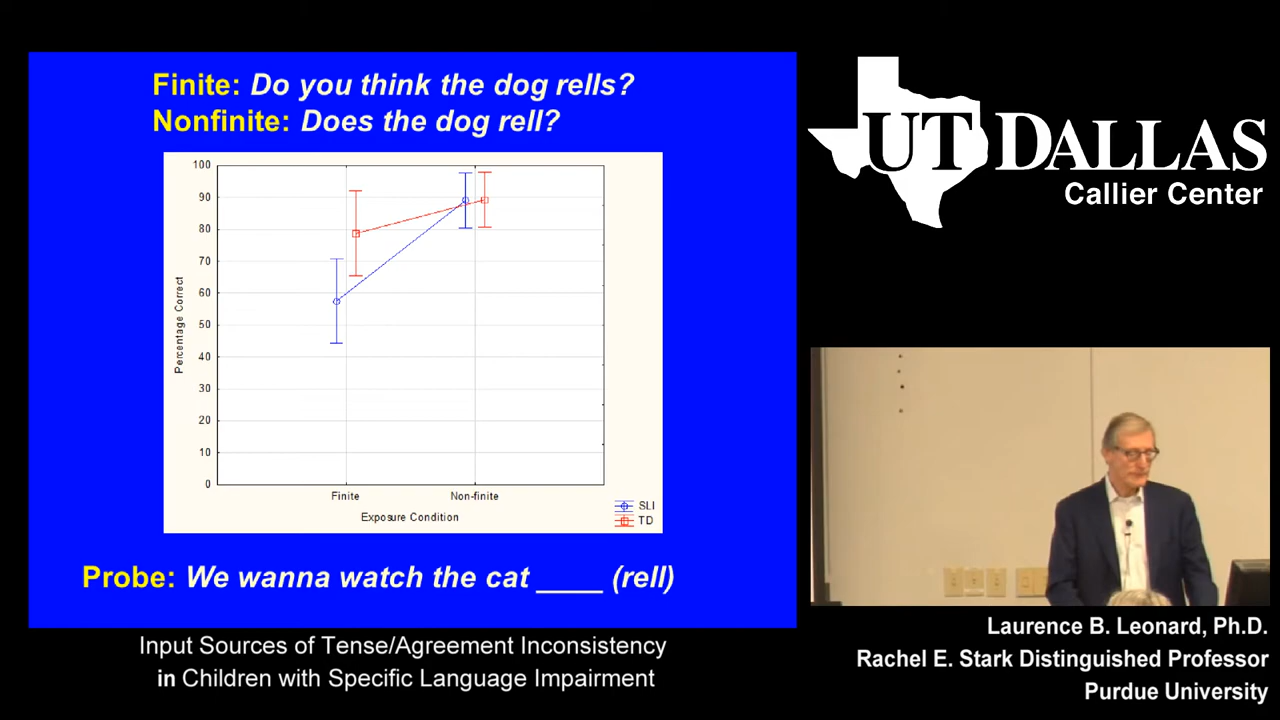 Finite: Do you think the dog rells?
Nonfinite: Does the dog rell?
100
90
80
70
60
50
40
30
20
10
0
Percentage Correct
Finite
Non-finite
Exposure Condition
SLI
TD
Probe: We wanna watch the cat ____ (rell)
Input Sources of Tense/Agreement Inconsistency
in Children with Specific Language Impairment
UT DALLAS
Callier Center
Laurence B. Leonard, Ph.D.
Rachel E. Stark Distinguished Professor
Purdue University